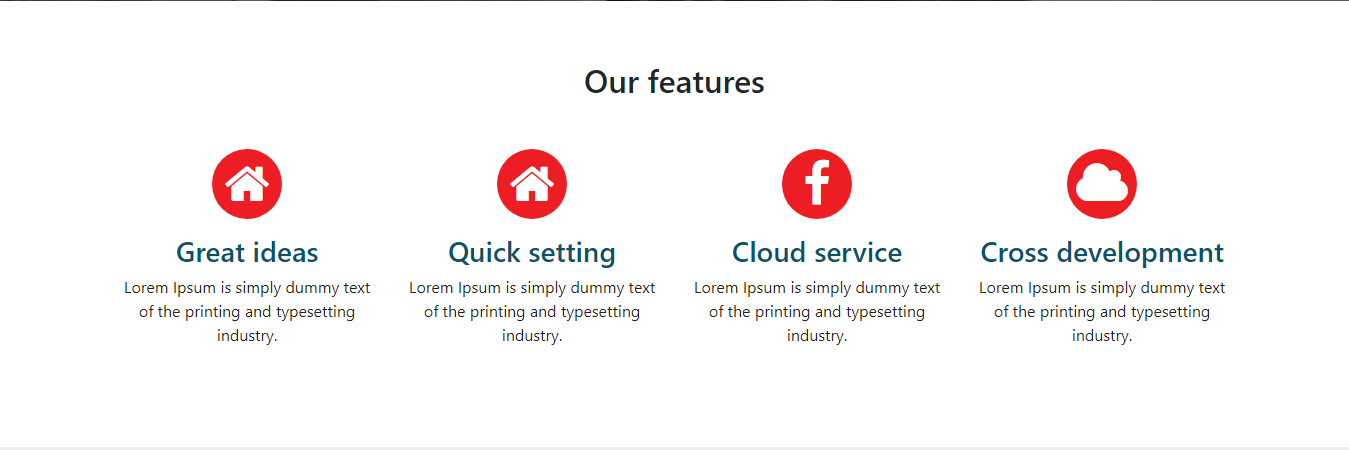 Our features
Great ideas
Lorem Ipsum is simply dummy text
of the printing and typesetting
industry.
Quick setting
Lorem Ipsum is simply dummy text
of the printing and typesetting
industry.
Cloud service
Lorem Ipsum is simply dummy text
of the printing and typesetting
industry.
Cross development
Lorem Ipsum is simply dummy text
of the printing and typesetting
industry.